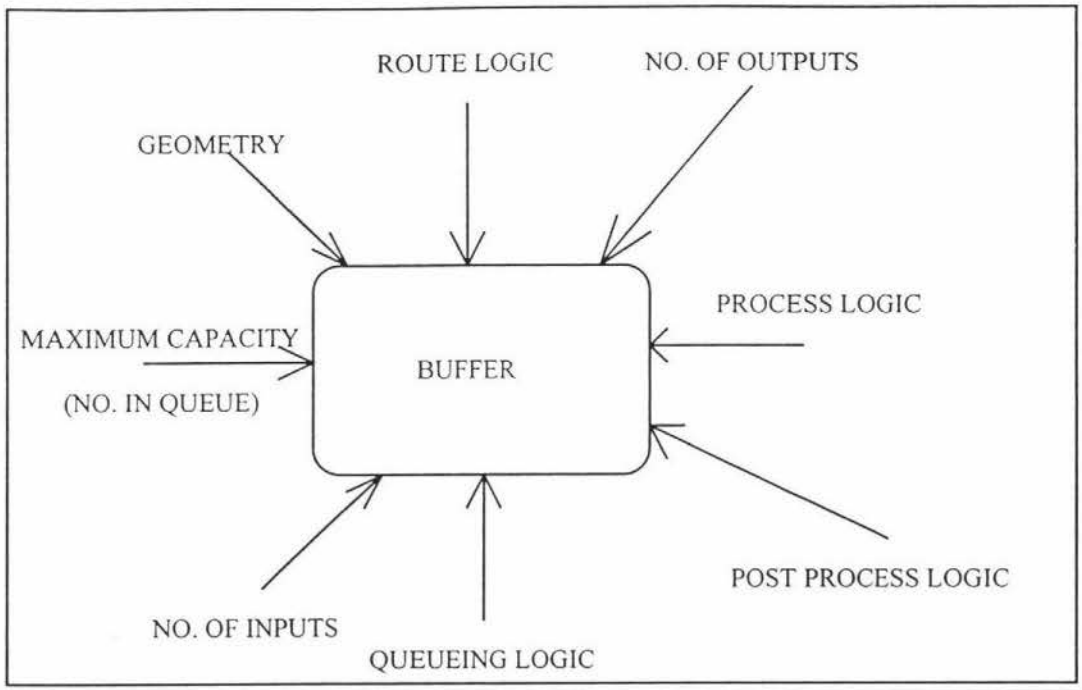 ROUTE LOGIC
NO. OF OUTPUTS
GEOMETRY
PROCESS LOGIC
MAXIMUM CAPACITY
(NO. IN QUEUE)
BUFFER
POST PROCESS LOGIC
NO. OF INPUTS
QUEUEING LOGIC